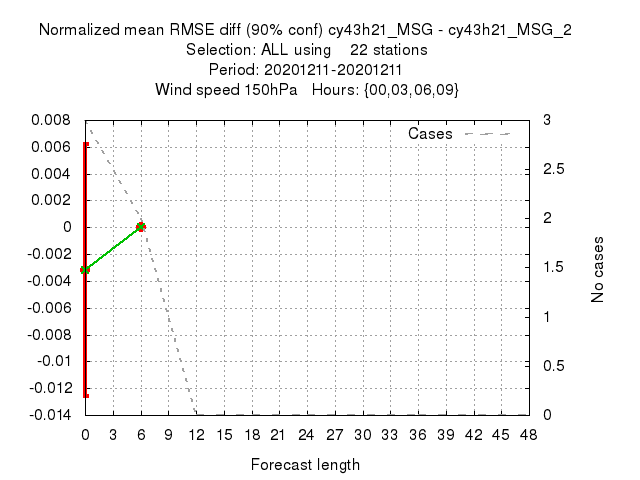 Normalized mean RMSE diff (90% conf) cy43h21_MSG - cy43h21_MSG_2
Selection: ALL using 22 stations
Period: 20201211-20201211
Wind speed 150hPa Hours: {00,03,06,09}
Cases
0.008
0.006
0.004
0.002
0
-0.002
-0.004
-0.006
-0.008
-0.01
-0.012
-0.014
3
2.5
2
1.5
1
0.5
0
No cases
0 3 6 9 12 15 18 21 24 27 30 33 36 39 42 45 48
Forecast length